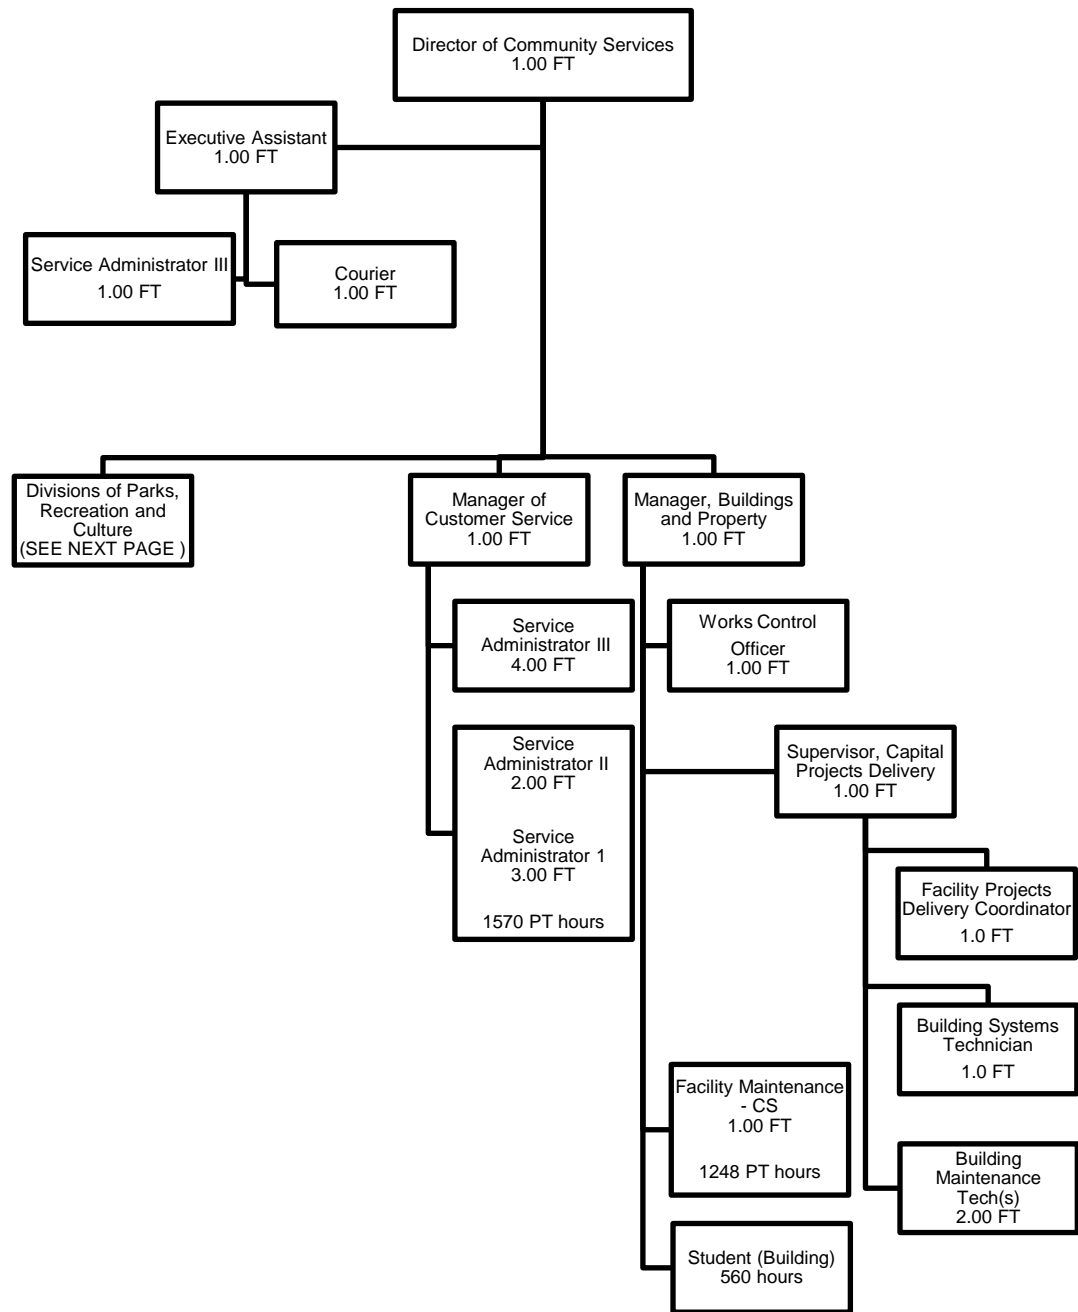 Director of Community Services
1.00 FT
Executive Assistant
1.00 FT
Service Administrator III
1.00 FT
Courier
1.00 FT
Divisions of Parks,
Recreation and
Culture
(SEE NEXT PAGE )
Manager of
Customer Service
1.00 FT
Manager, Buildings
and Property
1.00 FT
Service
Administrator III
4.00 FT
Works Control
Officer
1.00 FT
Service
Administrator II
2.00 FT
Service
Administrator 1
3.00 FT
1570 PT hours
Supervisor, Capital
Projects Delivery
1.00 FT
Facility Projects
Delivery Coordinator
1.0 FT
Building Systems
Technician
1.0 FT
Facility Maintenance
- CS
1.00 FT
1248 PT hours
Building
Maintenance
Tech(s)
2.00 FT
Student (Building)
560 hours